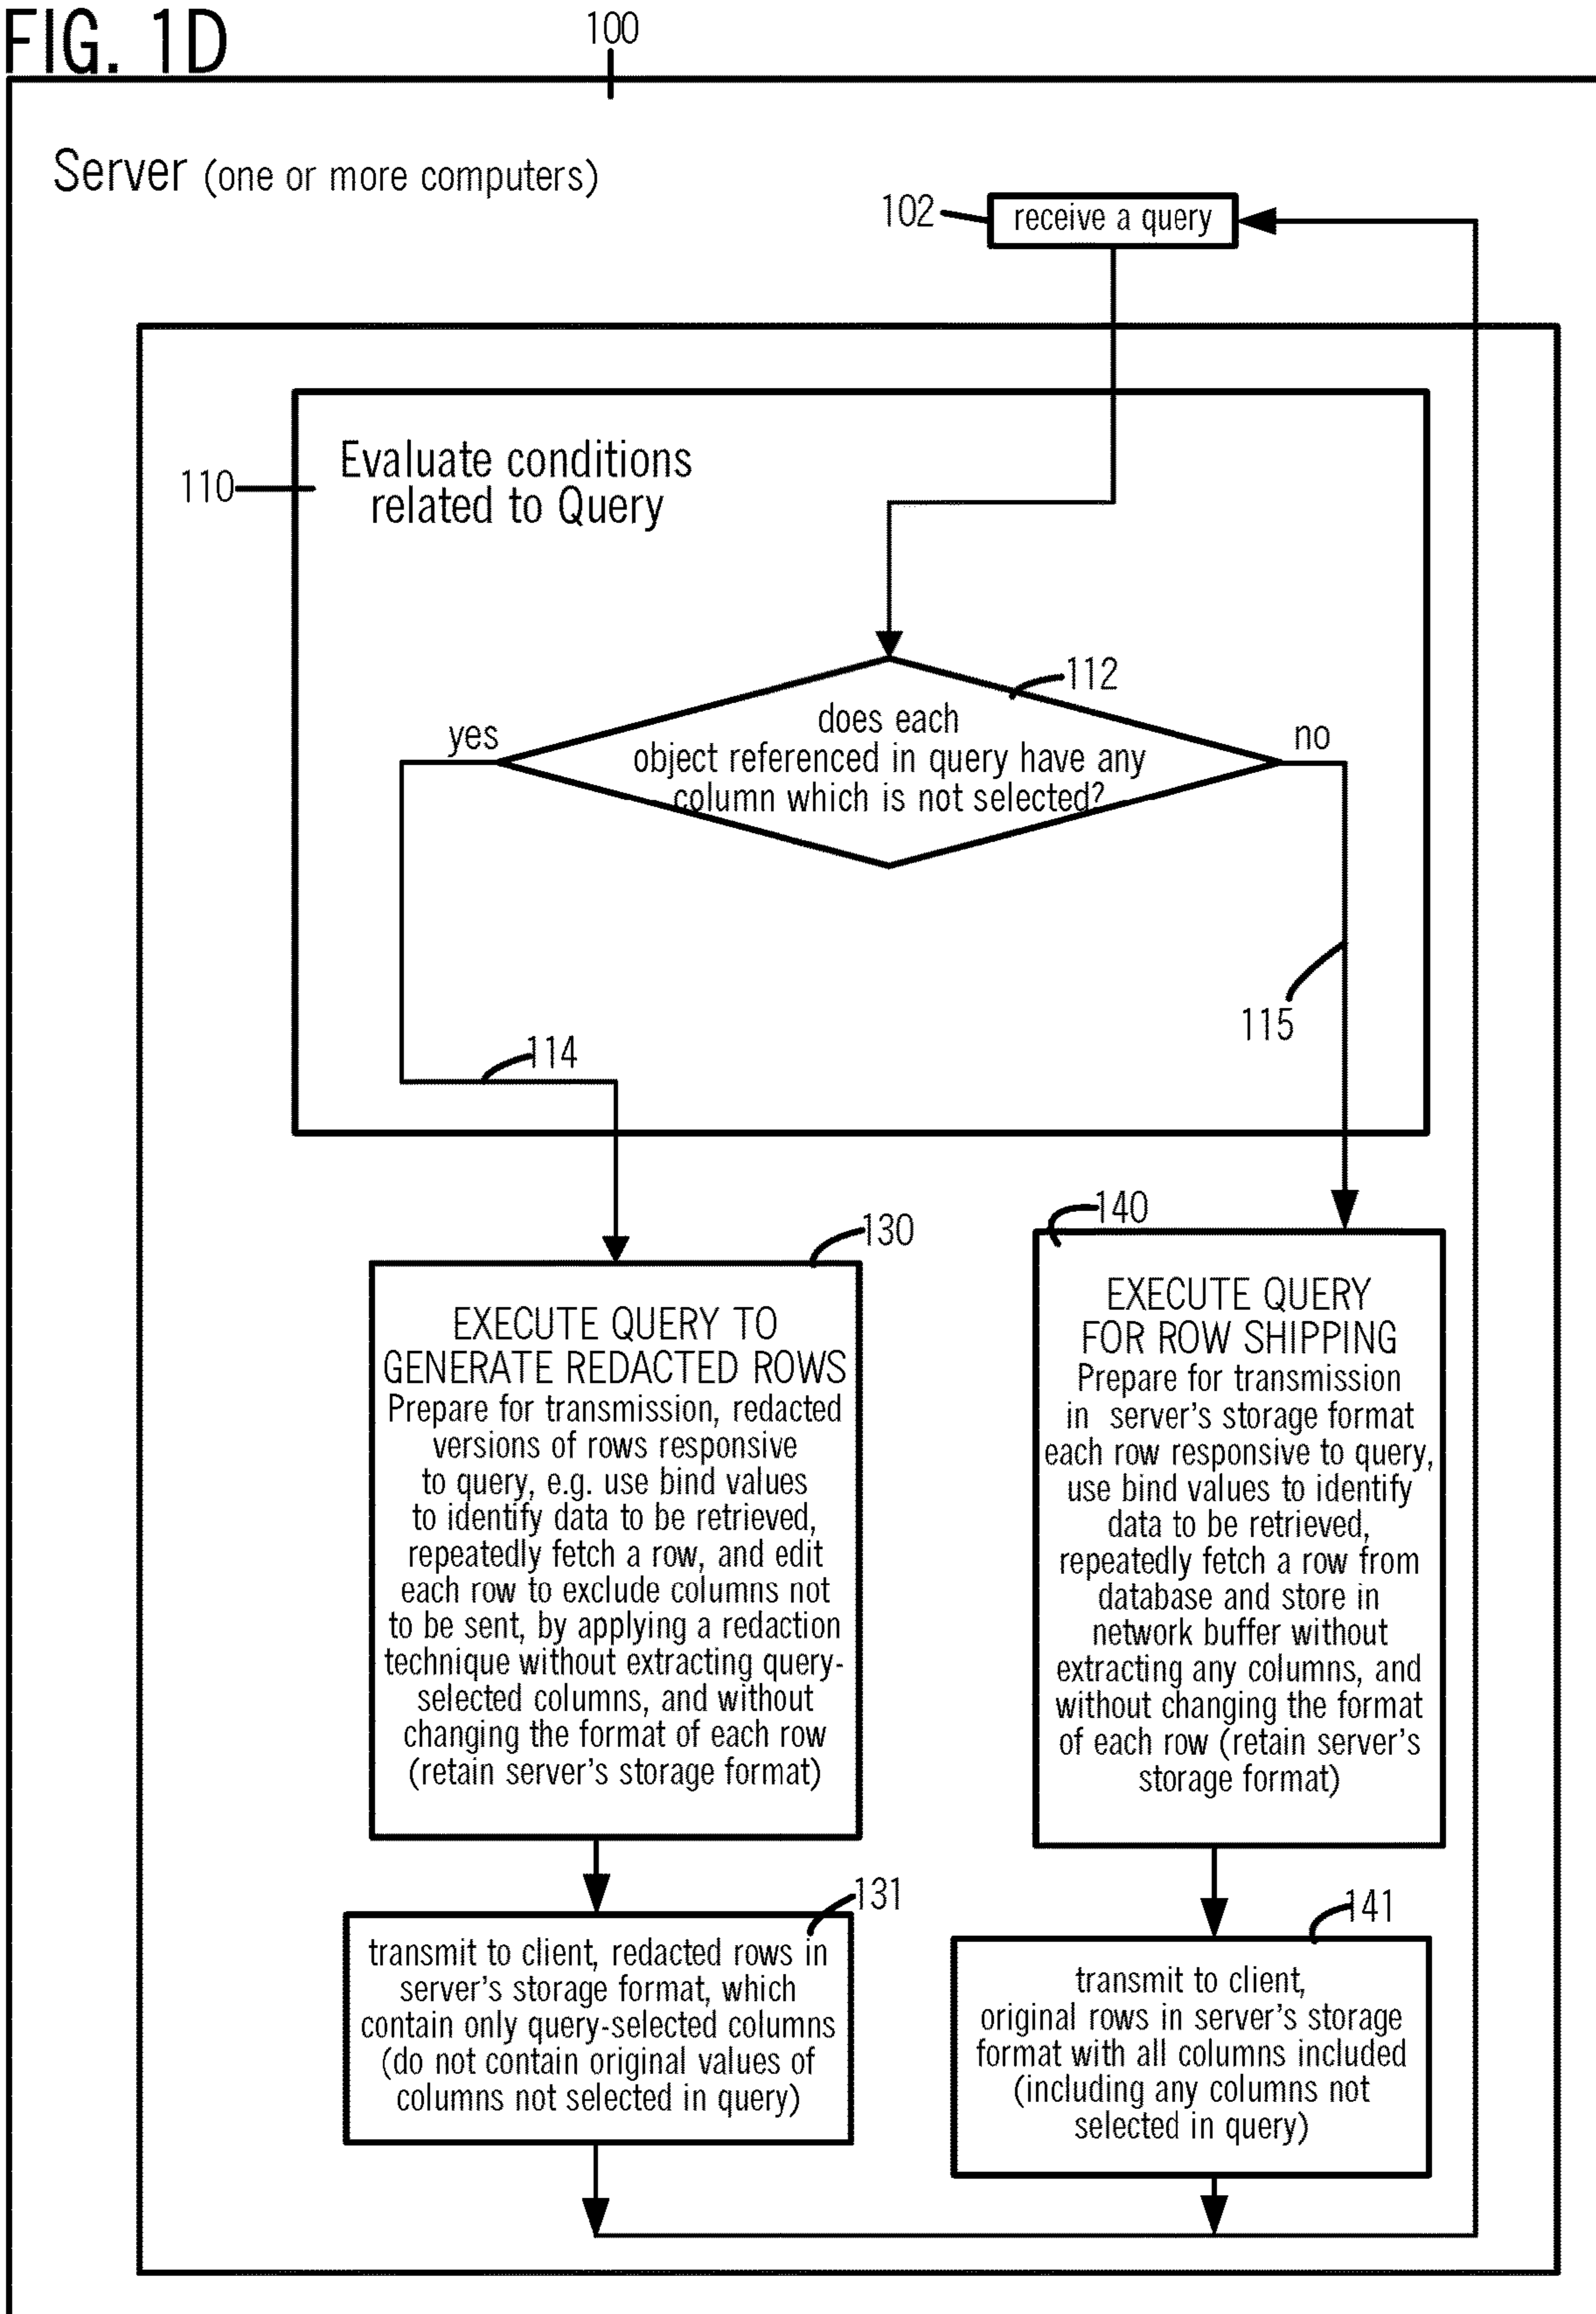 FIG. 1D
100
Server (one or more computers)
102
receive a query
110
Evaluate conditions
related to Query
112
does each
object referenced in query have any
column which is not selected?
yes
no
115
114
130
EXECUTE QUERY TO
GENERATE REDACTED ROWS
Prepare for transmission, redacted
versions of rows responsive
to query, e.g. use bind values
to identify data to be retrieved,
repeatedly fetch a row, and edit
each row to exclude columns not
to be sent, by applying a redaction
technique without extracting query-
selected columns, and without
changing the format of each row
(retain server's storage format)
140
EXECUTE QUERY
FOR ROW SHIPPING
Prepare for transmission
in server's storage format
each row responsive to query,
use bind values to identify
data to be retrieved,
repeatedly fetch a row from
database and store in
network buffer without
extracting any columns, and
without changing the format
of each row (retain server's
storage format)
131
transmit to client, redacted rows in
server's storage format, which
contain only query-selected columns
(do not contain original values of
columns not selected in query)
141
transmit to client,
original rows in server's storage
format with all columns included
(including any columns not
selected in query)